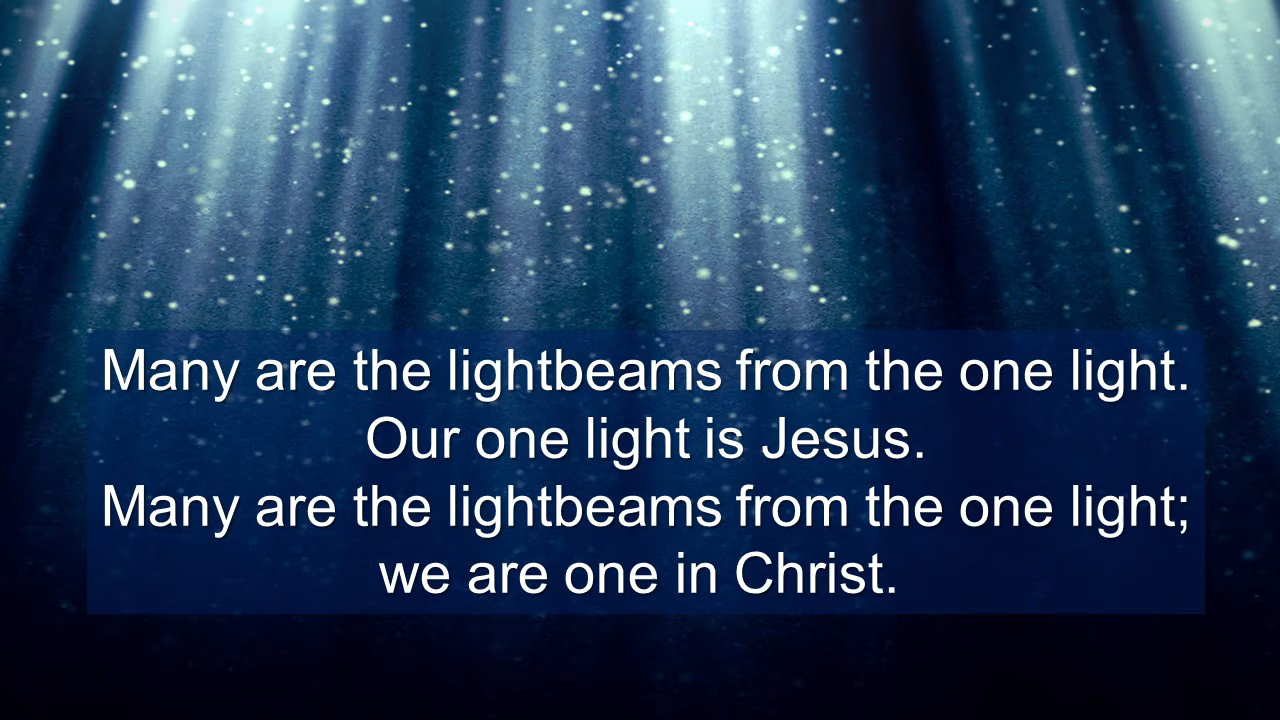 Many are the lightbeams from the one light.
Our one light is Jesus.
Many are the lightbeams from the one light;
we are one in Christ.